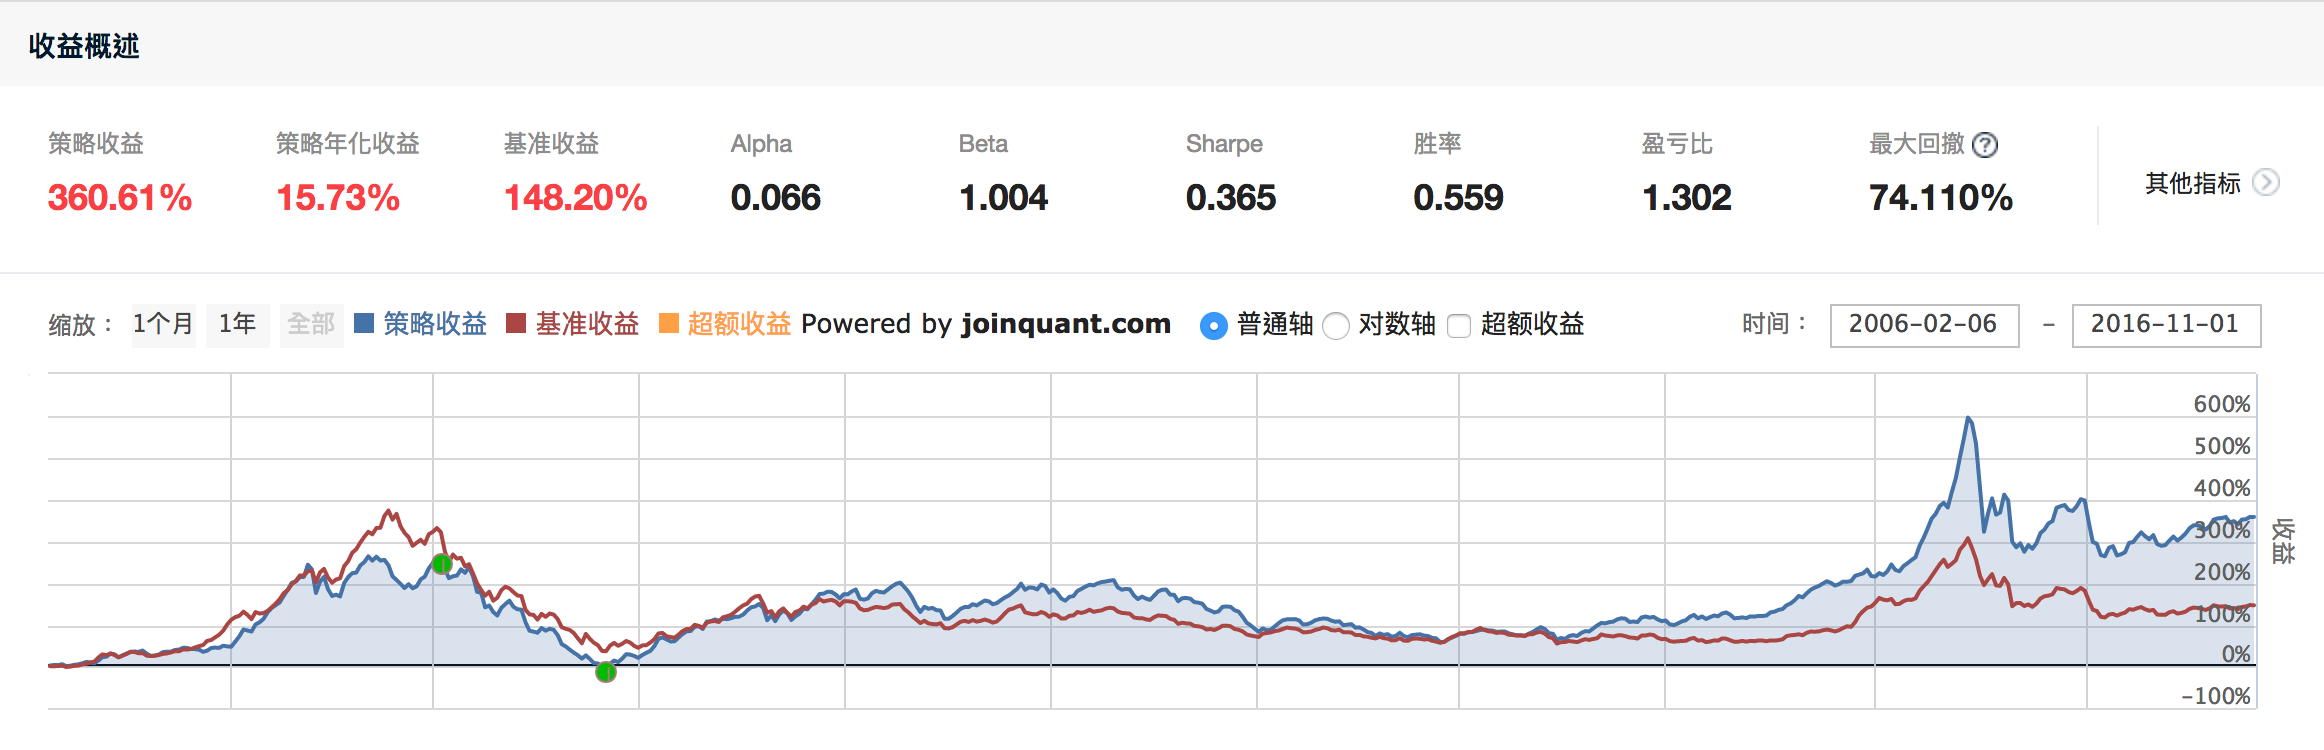 收益概述
策略收益 策略年化收益 基准收益 Alpha Beta Sharpe 胜率 盈亏比 最大回撤 ?
360.61% 15.73% 148.20% 0.066 1.004 0.365 0.559 1.302 74.110% 其他指标
缩放： 1个月 1年 全部 策略收益 基准收益 超额收益 Powered by joinquant.com 普通轴 对数轴 超额收益 时间： 2006-02-06 - 2016-11-01
600%
500%
400%
300%
200%
100%
0%
-100%
收益